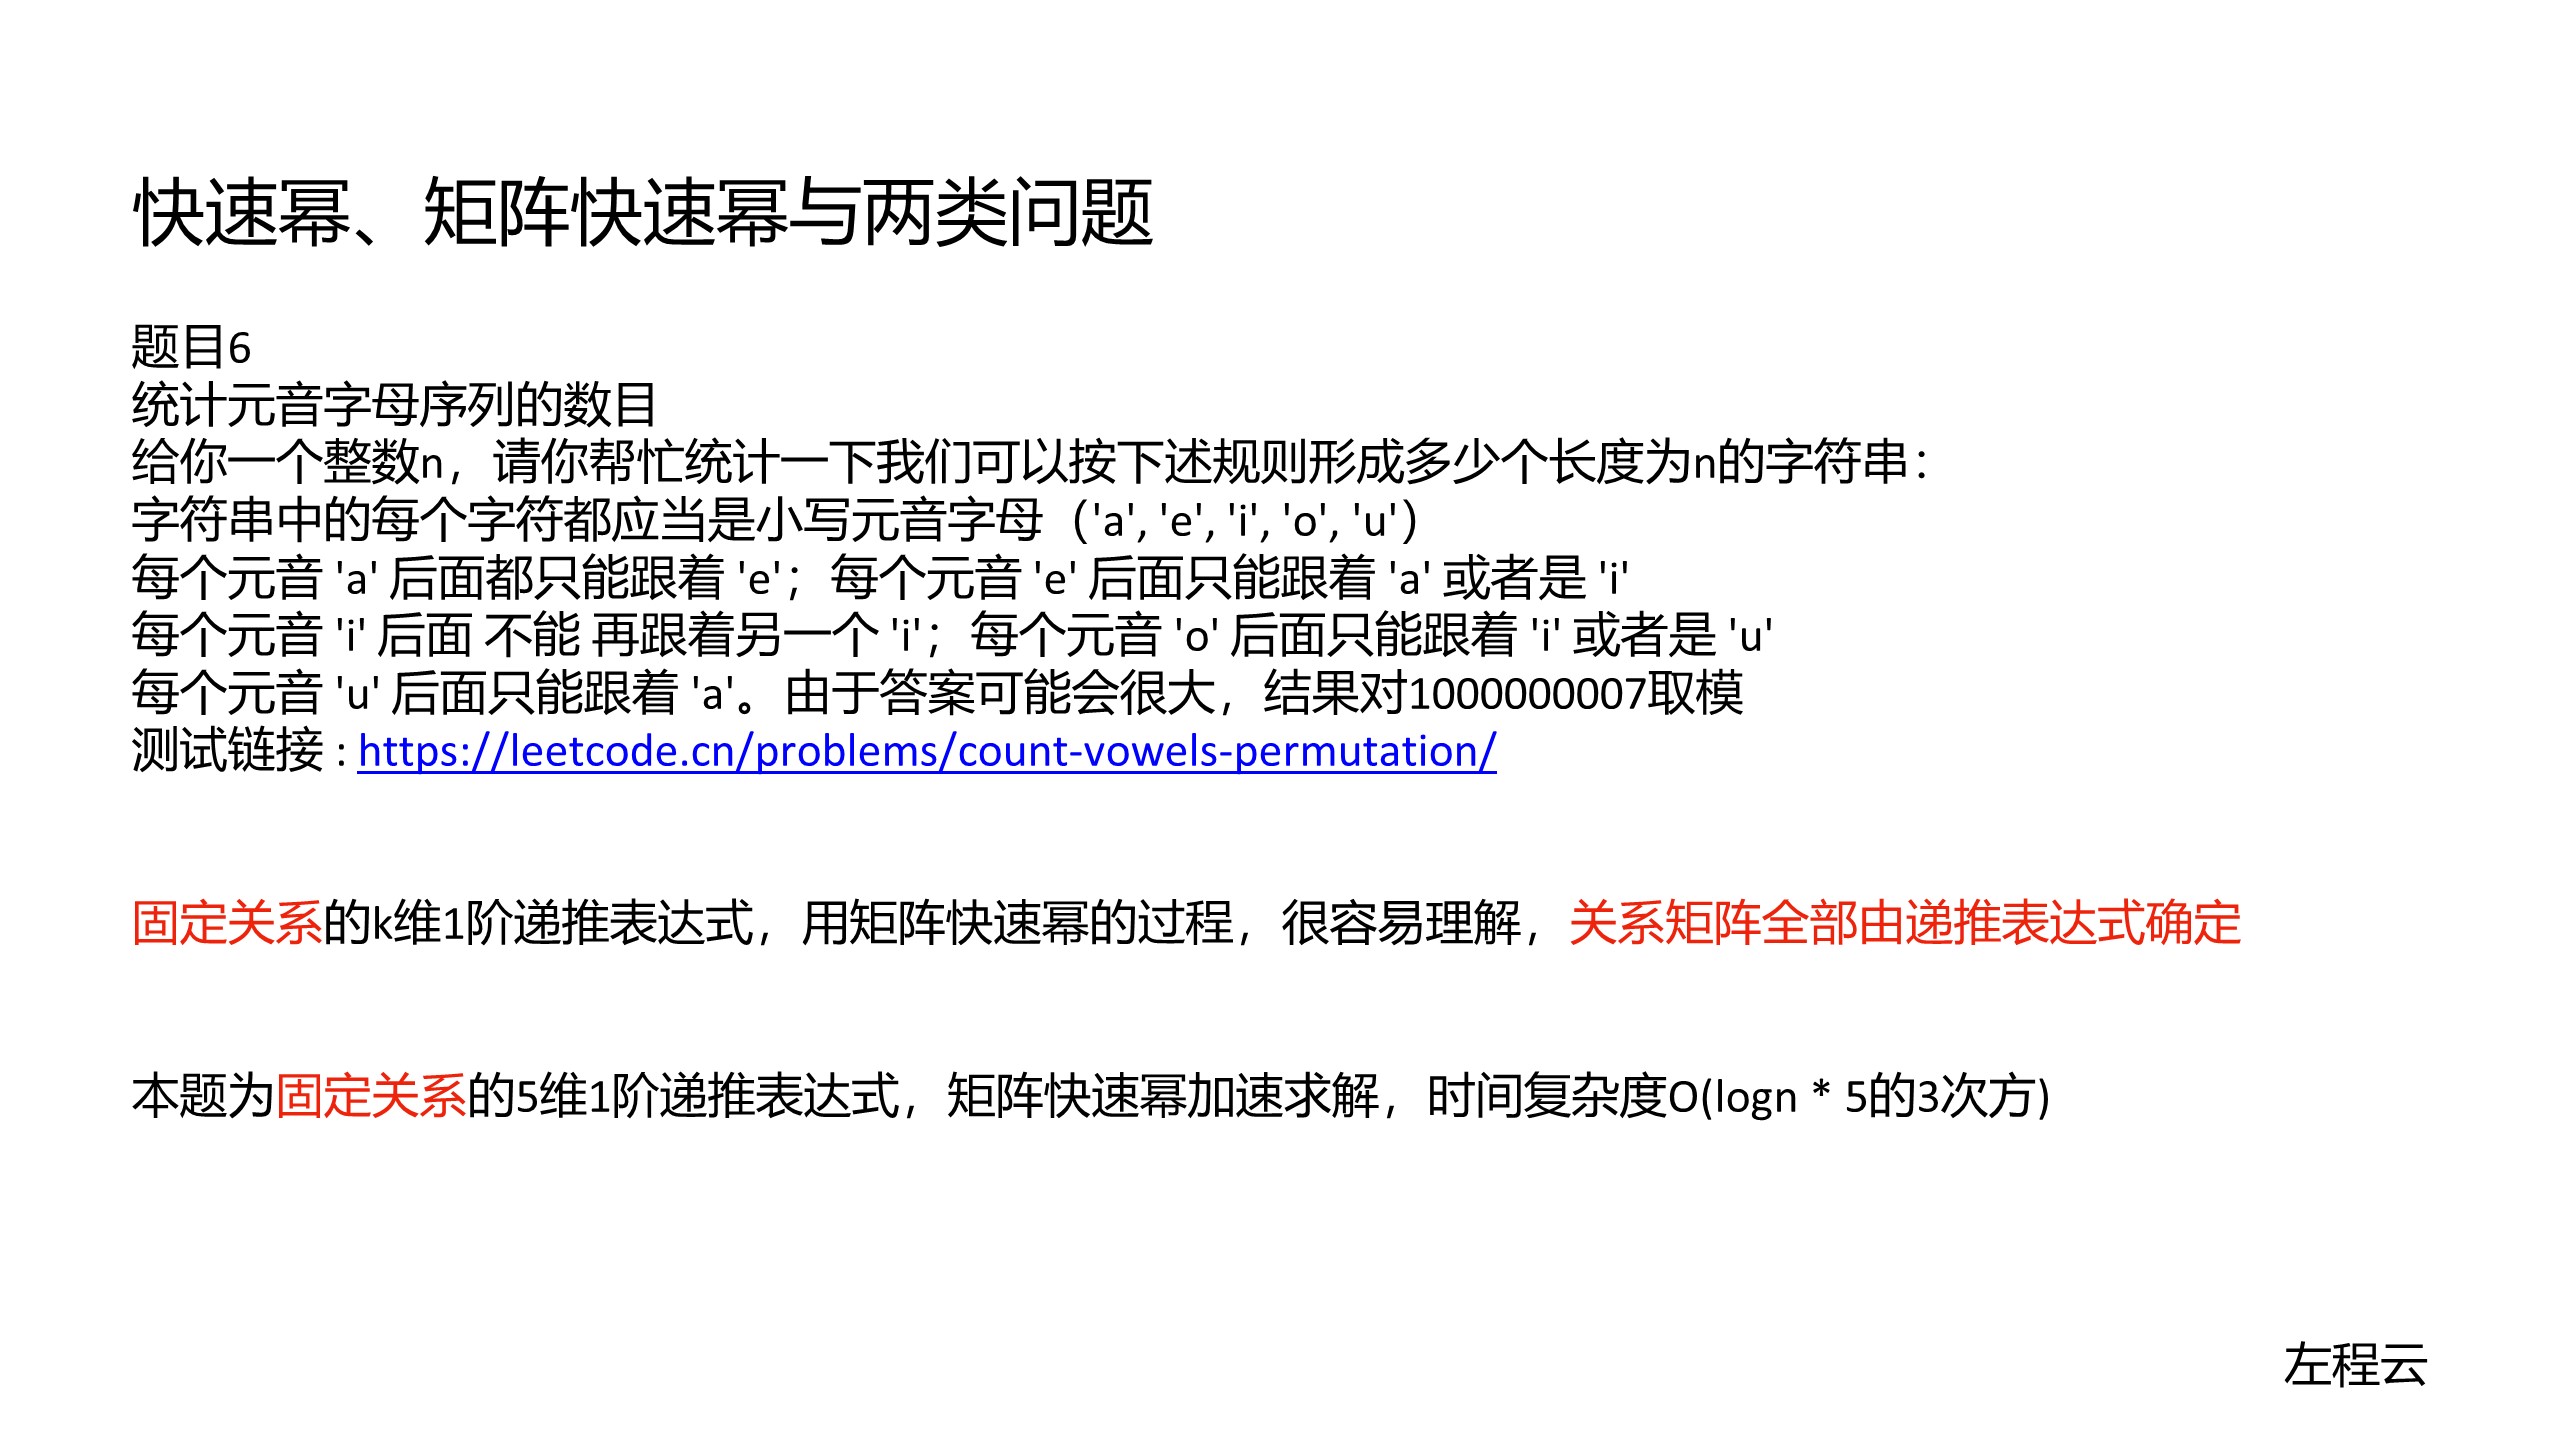 快速幂、矩阵快速幂与两类问题
题目6
统计元音字母序列的数目
给你一个整数n，请你帮忙统计一下我们可以按下述规则形成多少个长度为n的字符串：
字符串中的每个字符都应当是小写元音字母（'a', 'e', 'i', 'o', 'u'）
每个元音 'a' 后面都只能跟着 'e'；每个元音 'e' 后面只能跟着 'a' 或者是 'i'
每个元音 'i' 后面 不能 再跟着另一个 'i'；每个元音 'o' 后面只能跟着 'i' 或者是 'u'
每个元音 'u' 后面只能跟着 'a'。由于答案可能会很大，结果对1000000007取模
测试链接 : https://leetcode.cn/problems/count-vowels-permutation/
固定关系的k维1阶递推表达式，用矩阵快速幂的过程，很容易理解，关系矩阵全部由递推表达式确定
本题为固定关系的5维1阶递推表达式，矩阵快速幂加速求解，时间复杂度O(logn * 5的3次方)
左程云